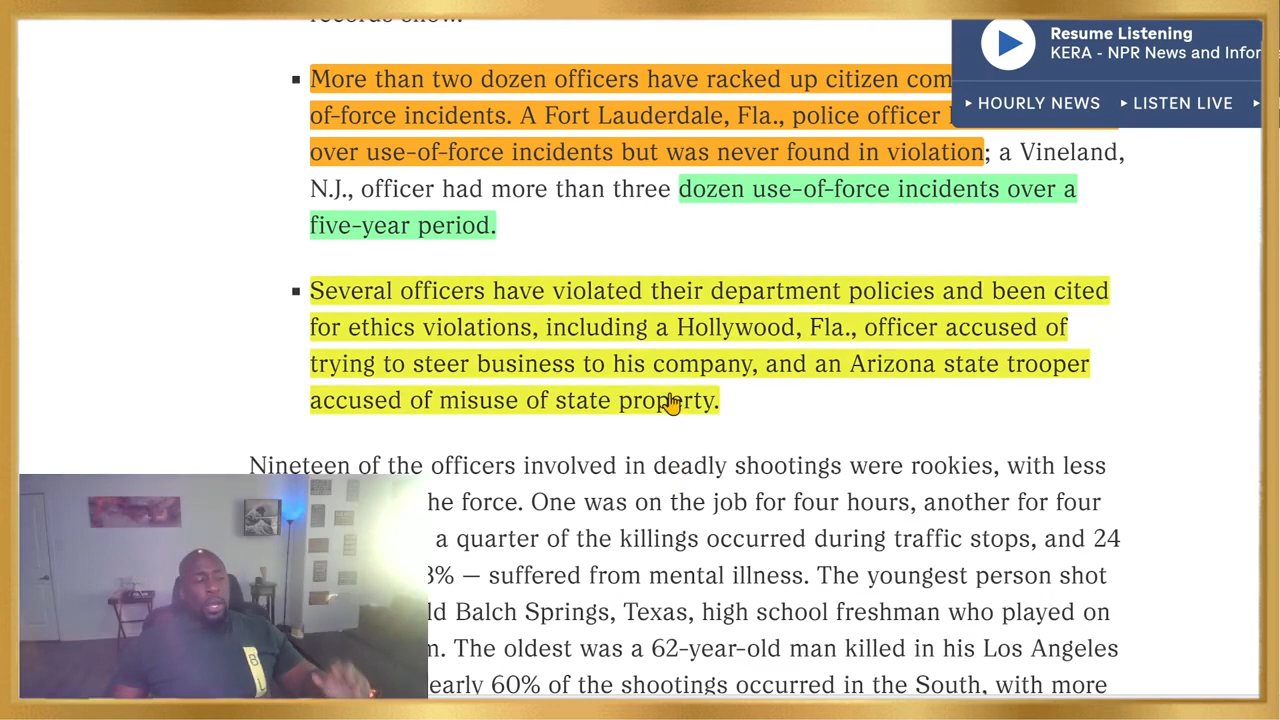 records show.
More than two dozen officers have racked up citizen com
of-force incidents. A Fort Lauderdale, Fla., police officer
over use-of-force incidents but was never found in violation; a Vineland,
N.J., officer had more than three dozen use-of-force incidents over a
five-year period.
Resume Listening
KERA - NPR News and Infor
HOURLY NEWS
LISTEN LIVE
Several officers have violated their department policies and been cited
for ethics violations, including a Hollywood, Fla., officer accused of
trying to steer business to his company, and an Arizona state trooper
accused of misuse of state property.
Nineteen of the officers involved in deadly shootings were rookies, with less
he force. One was on the job for four hours, another for four
a quarter of the killings occurred during traffic stops, and 24
3% — suffered from mental illness. The youngest person shot
ld Balch Springs, Texas, high school freshman who played on
m. The oldest was a 62-year-old man killed in his Los Angeles
early 60% of the shootings occurred in the South, with more